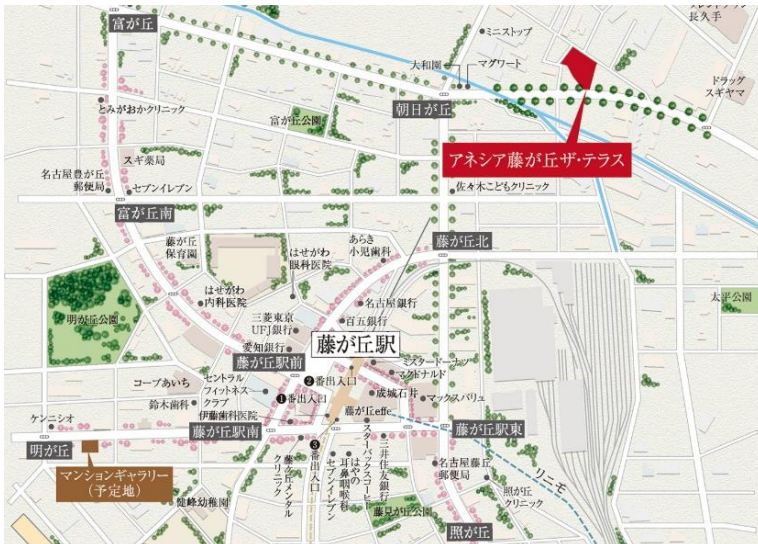 長久手
富が丘
ミニストップ
大和園
マグワート
ドラッグ
スギヤマ
とみがおかクリニック
富が丘公園
朝日が丘
アネシア藤が丘ザ・テラス
スギ薬局
名古屋豊が丘
郵便局
セブンイレブン
佐々木こどもクリニック
富が丘南
藤が丘
保育園
はせがわ
眼科医院
あらき
小児歯科
藤が丘北
はせがわ
内科医院
名古屋銀行
太平公園
明が丘公園
三菱東京
UFJ銀行
百五銀行
愛知銀行
藤が丘駅
藤が丘駅前
ミスタードーナツ
マクドナルド
コープあいち
セントラル
フィットネス
クラブ
❷番出入口
成城石井
マックスバリュ
鈴木歯科
❶番出入口
ケンニシオ
伊藤歯科医院
藤が丘effe
明が丘
藤が丘駅南
藤が丘駅東
マンションギャラリー
(予定地)
藤ヶ丘メンタル
クリニック
❸番出入口
セブンイレブン
はやの
耳鼻咽喉科
スターバックスコーヒー
三井住友銀行
名古屋藤丘
郵便局
リニモ
照が丘
クリニック
健峰幼稚園
藤見が丘公園
照が丘